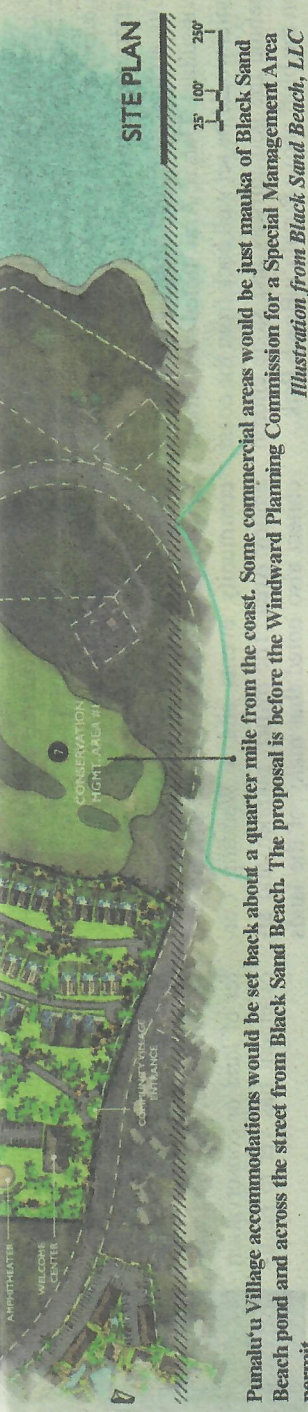 SITE PLAN
25' 100' 250'
7
CONSERVATION
MGMT. AREA #1
AMPHITHEATER
WELCOME
CENTER
COMMUNITY VILLAGE
ENTRANCE
Punalu‘u Village accommodations would be set back about a quarter mile from the coast. Some commercial areas would be just mauka of Black Sand
Beach pond and across the street from Black Sand Beach. The proposal is before the Windward Planning Commission for a Special Management Area
permit.
Illustration from Black Sand Beach, LLC